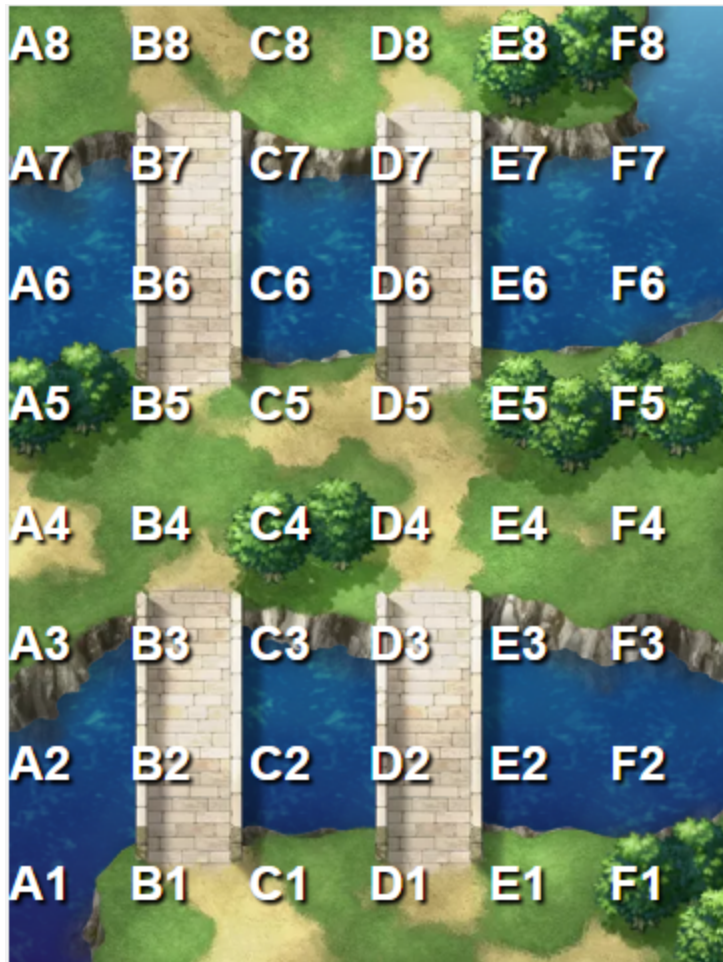 A8 B8 C8 D8 E8 F8
A7 B7 C7 D7 E7 F7
A6 B6 C6 D6 E6 F6
A5 B5 C5 D5 E5 F5
A4 B4 C4 D4 E4 F4
A3 B3 C3 D3 E3 F3
A2 B2 C2 D2 E2 F2
A1 B1 C1 D1 E1 F1